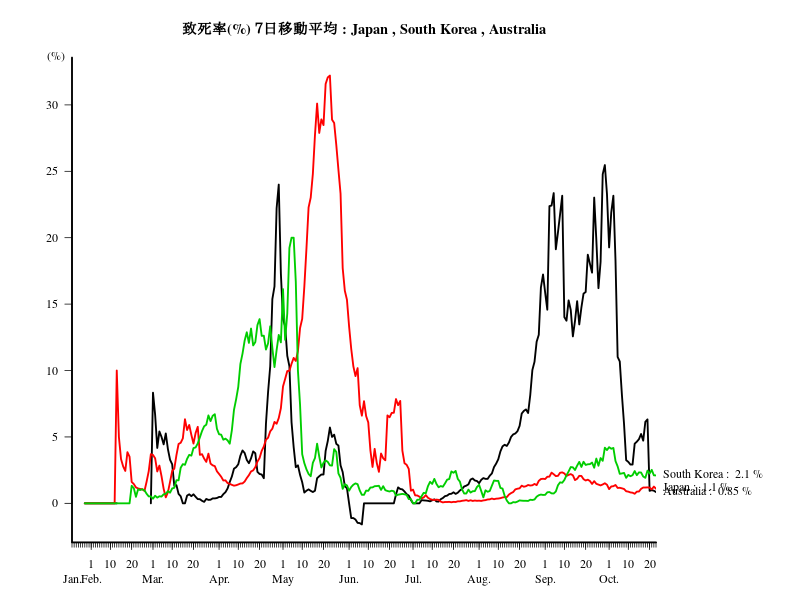 致死率(%) 7日移動平均 : Japan , South Korea , Australia
(%)
30
25
20
15
10
5
0
South Korea : 2.1 %
Japan : 1.1 %
Australia : 0.85 %
1 10 20 1 10 20 1 10 20 1 10 20 1 10 20 1 10 20 1 10 20 1 10 20 1 10 20
Jan. Feb. Mar. Apr. May Jun. Jul. Aug. Sep. Oct.